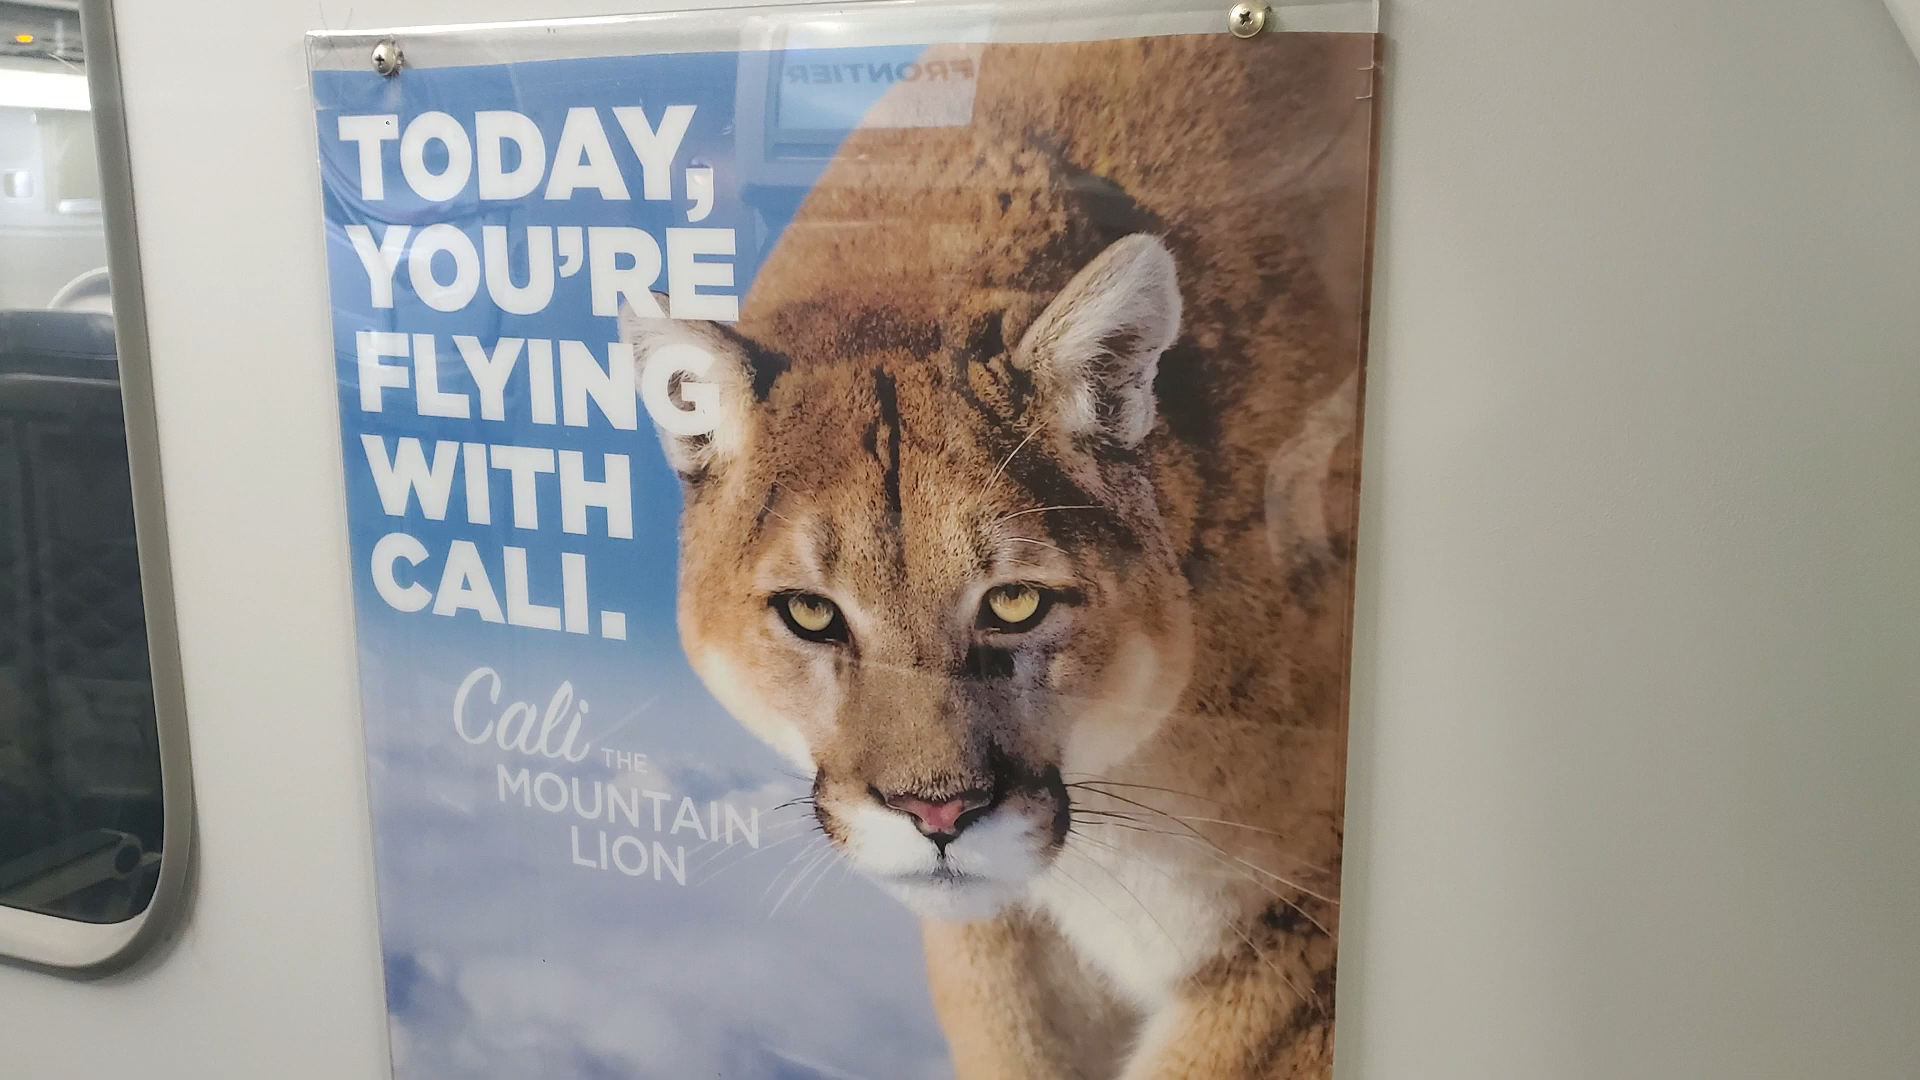 FRONTIER
TODAY,
YOU'RE
FLYING
WITH
CALI.
Cali THE
MOUNTAIN
LION